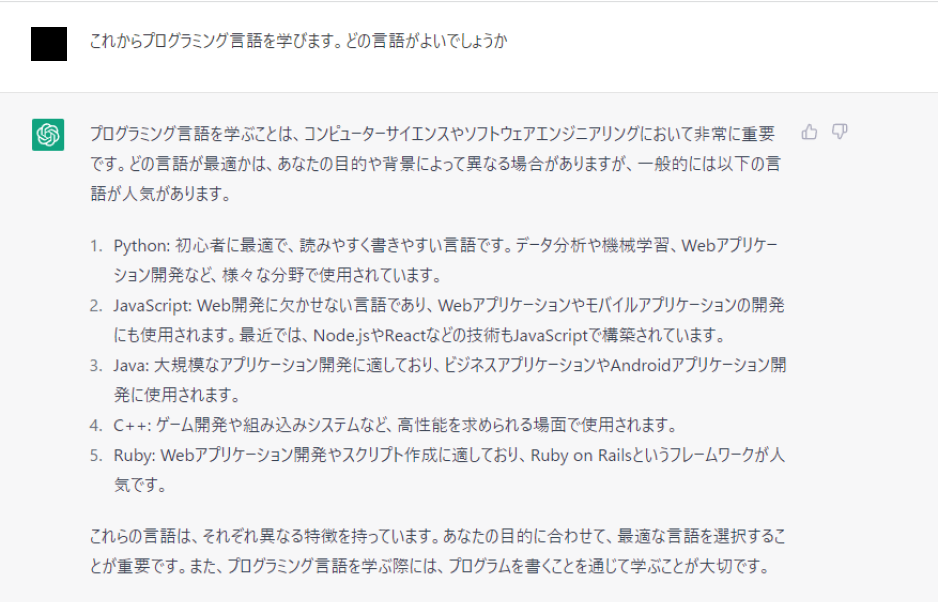 これからプログラミング言語を学びます。どの言語がよいでしょうか
プログラミング言語を学ぶことは、コンピューターサイエンスやソフトウェアエンジニアリングにおいて非常に重要
です。どの言語が最適かは、あなたの目的や背景によって異なる場合がありますが、一般的には以下の言
語が人気があります。
1. Python: 初心者に最適で、読みやすく書きやすい言語です。データ分析や機械学習、Webアプリケー
ション開発など、様々な分野で使用されています。
2. JavaScript: Web開発に欠かせない言語であり、Webアプリケーションやモバイルアプリケーションの開発
にも使用されます。最近では、Node.jsやReactなどの技術もJavaScriptで構築されています。
3. Java: 大規模なアプリケーション開発に適しており、ビジネスアプリケーションやAndroidアプリケーション開
発に使用されます。
4. C++: ゲーム開発や組み込みシステムなど、高性能を求められる場面で使用されます。
5. Ruby: Webアプリケーション開発やスクリプト作成に適しており、Ruby on Railsというフレームワークが人
気です。
これらの言語は、それぞれ異なる特徴を持っています。あなたの目的に合わせて、最適な言語を選択するこ
とが重要です。また、プログラミング言語を学ぶ際には、プログラムを書くことを通じて学ぶことが大切です。